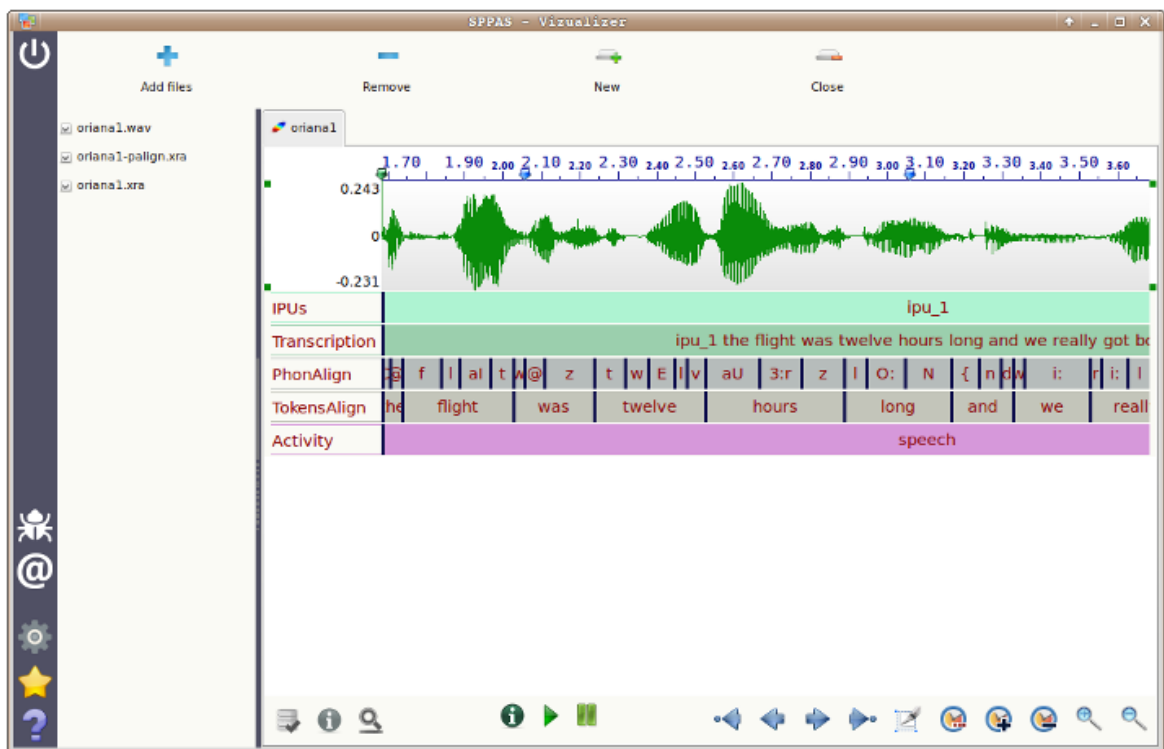 SPPAS - Vizualizer
Add files Remove New Close
oriana1.wav
oriana1-palign.xra
oriana1.xra
oriana1
1.70 1.90 2.00 2.10 2.20 2.30 2.40 2.50 2.60 2.70 2.80 2.90 3.00 3.10 3.20 3.30 3.40 3.50 3.60
0.243
0
-0.231
IPUs ipu_1
Transcription ipu_1 the flight was twelve hours long and we really got bo
PhonAlign @ f l aI t w @ z t w E l v aU 3:r z l O: N { n d w i: r i: l
TokensAlign he flight was twelve hours long and we reall
Activity speech
@
?